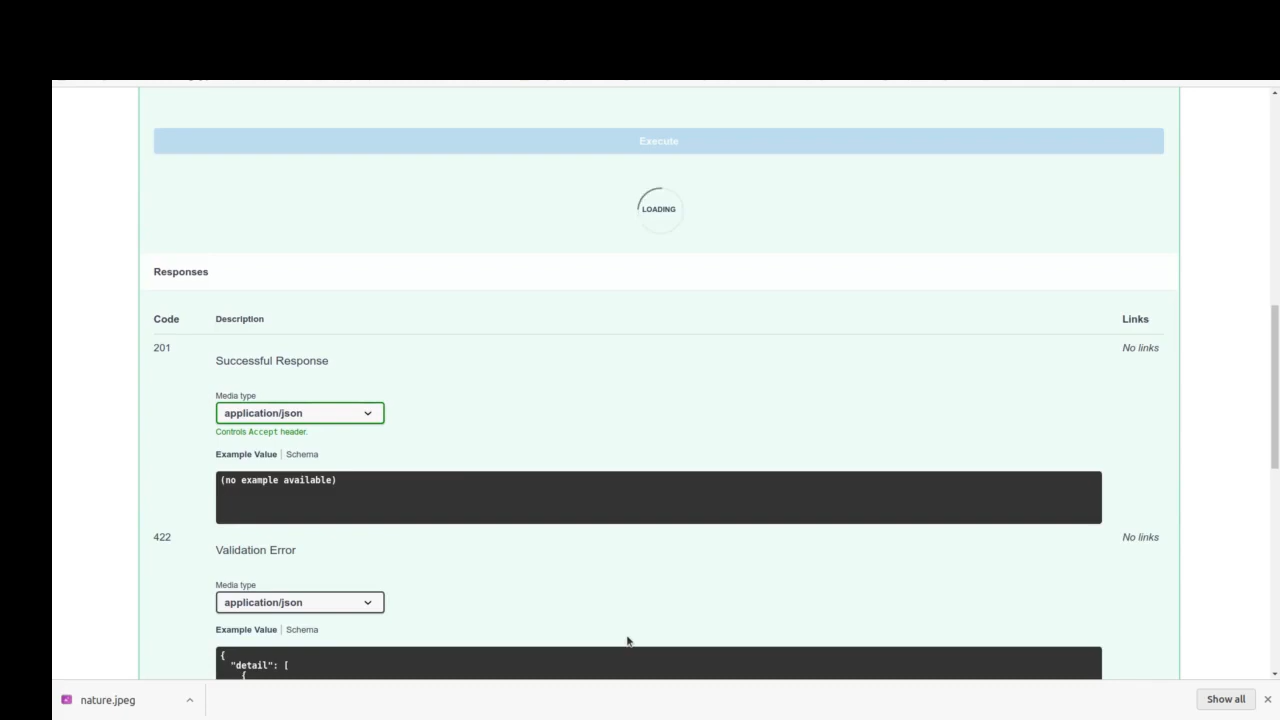 Execute
LOADING
Responses
Code Description Links
201 Successful Response No links
Media type
application/json
Controls Accept header.
Example Value | Schema
(no example available)
422 Validation Error No links
Media type
application/json
Example Value | Schema
{
"detail": [
{
nature.jpeg Show all